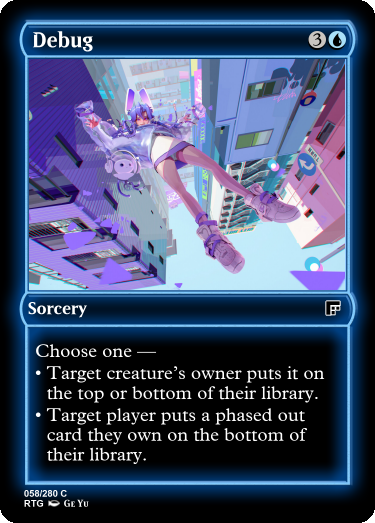 Debug
3
Sorcery
Choose one —
• Target creature's owner puts it on
the top or bottom of their library.
• Target player puts a phased out
card they own on the bottom of
their library.
058/280 C
RTG Ge Yu